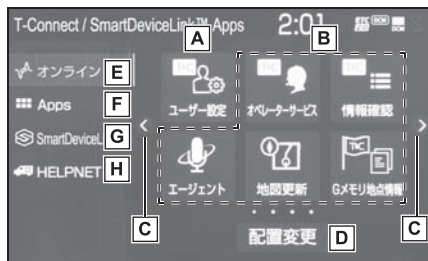 T-Connect / SmartDeviceLink™ Apps 2:01
A
B
オンライン E
Apps F
SmartDeviceL G
HELPNET H
ユーザー設定
オペレーターサービス
情報確認
エージェント
地図更新
Gメモリ地点情報
C
C
配置変更 D